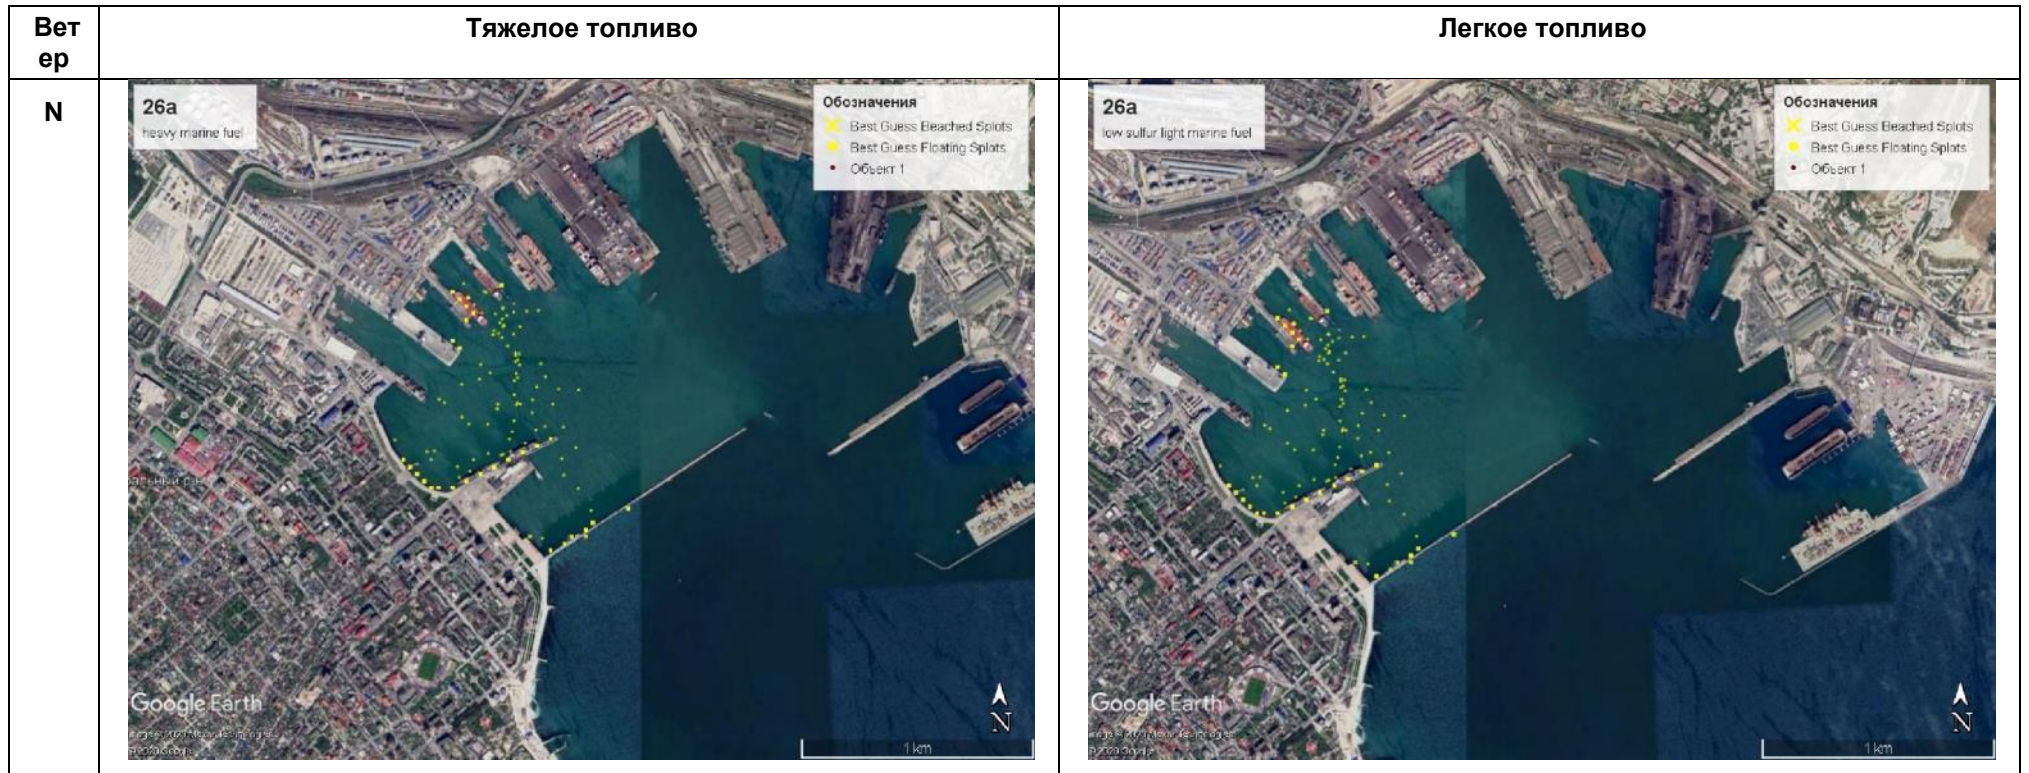 Вет
ер
Тяжелое топливо
Легкое топливо
N
26a
heavy marine fuel
Обозначения
Best Guess Beached Splots
Best Guess Floating Splots
Объект 1
Google Earth
N
1 km
26a
low sulfur light marine fuel
Обозначения
Best Guess Beached Splots
Best Guess Floating Splots
Объект 1
Google Earth
N
1 km